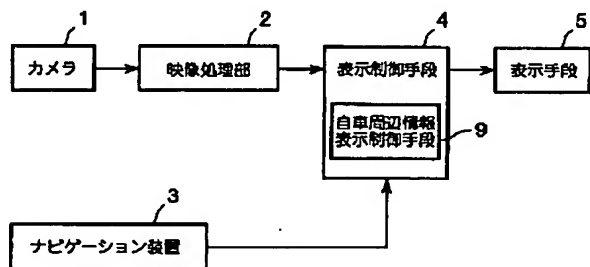 1
カメラ
2
映像処理部
4
表示制御手段
自車周辺情報
表示制御手段
9
5
表示手段
3
ナビゲーション装置